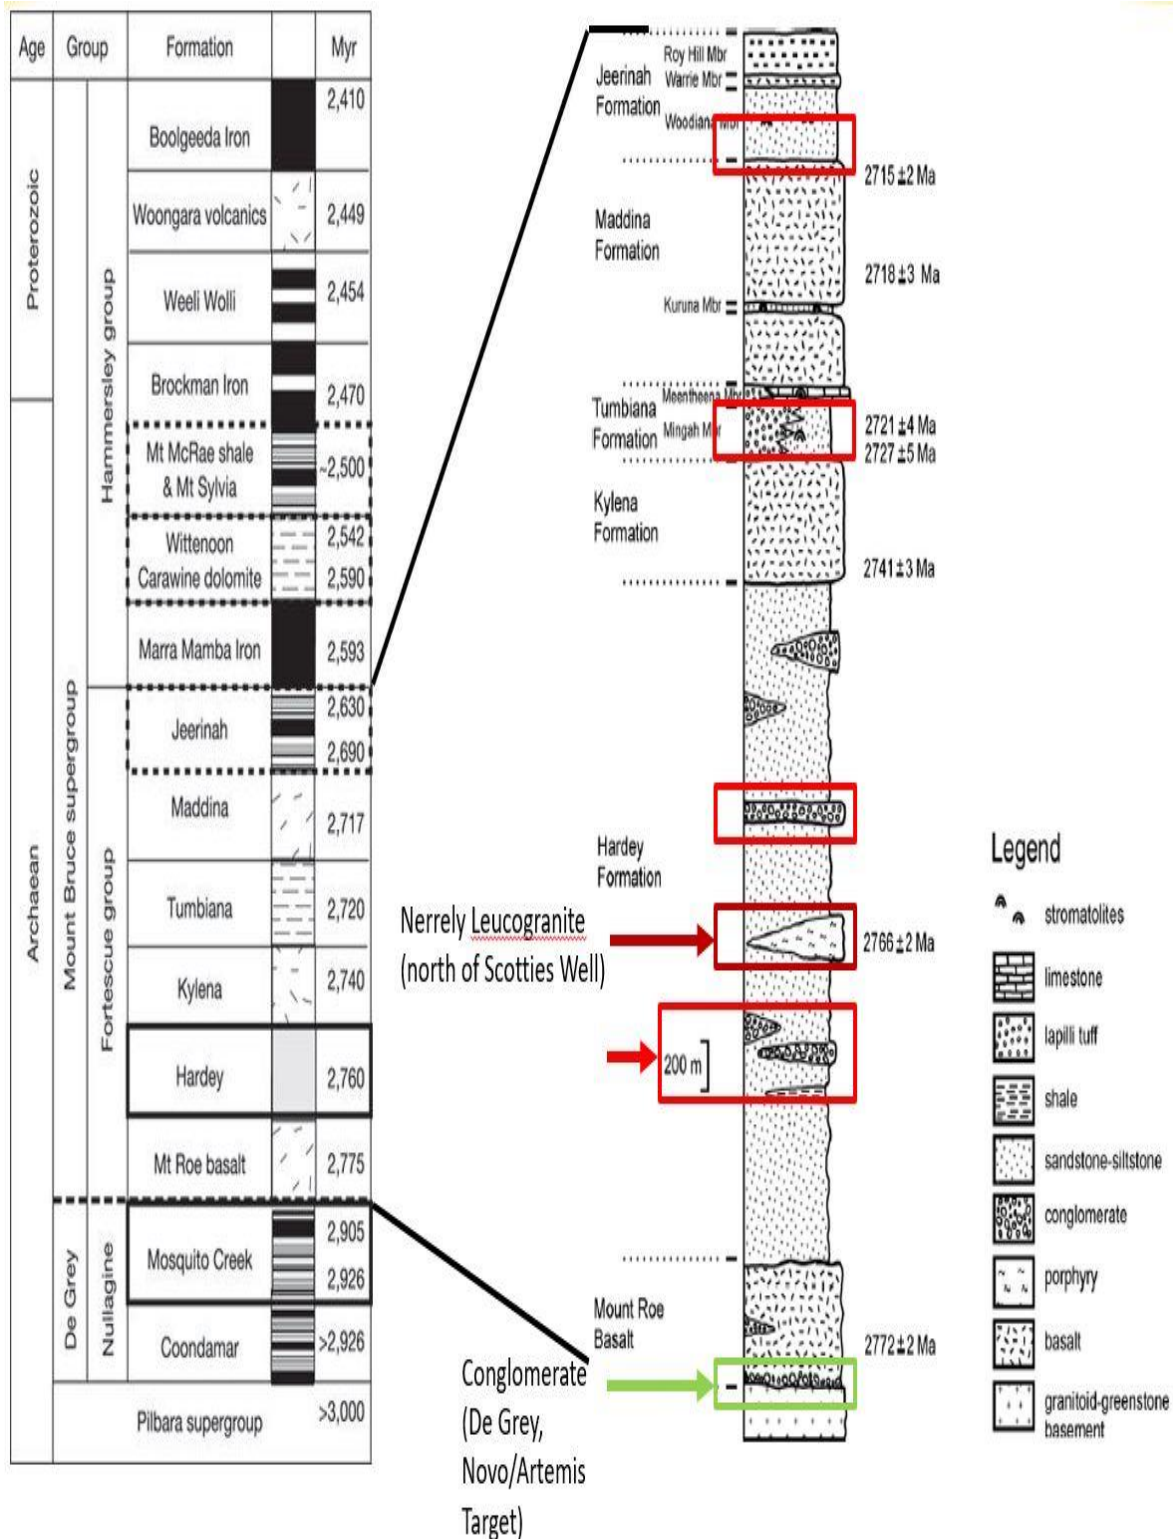 Age Group Formation Myr
Proterozoic
Archaean
Hammersley group
Mount Bruce supergroup
Fortescue group
De Grey
Nullagine
Boolgeeda Iron 2,410
Woongara volcanics 2,449
Weeli Wolli 2,454
Brockman Iron 2,470
Mt McRae shale
& Mt Sylvia
~2,500
Wittenoon 2,542
Carawine dolomite 2,590
Marra Mamba Iron 2,593
Jeerinah
2,630
2,690
Maddina 2,717
Tumbiana 2,720
Kylena 2,740
Hardey 2,760
Mt Roe basalt 2,775
Mosquito Creek
2,905
2,926
Coondamar >2,926
Pilbara supergroup >3,000
Jeerinah
Formation
Roy Hill Mbr
Warrie Mbr
Woodiana Mbr
2715 ±2 Ma
Maddina
Formation
2718 ±3 Ma
Kuruna Mbr
Tumbiana
Formation
Meentheena Mbr
Mingah Mbr
2721 ±4 Ma
2727 ±5 Ma
Kylena
Formation
2741 ±3 Ma
Hardey
Formation
Nerrely Leucogranite
(north of Scotties Well)
2766 ±2 Ma
200 m
Mount Roe
Basalt
2772 ±2 Ma
Conglomerate
(De Grey,
Novo/Artemis
Target)
Legend
stromatolites
limestone
lapilli tuff
shale
sandstone-siltstone
conglomerate
porphyry
basalt
granitoid-greenstone
basement